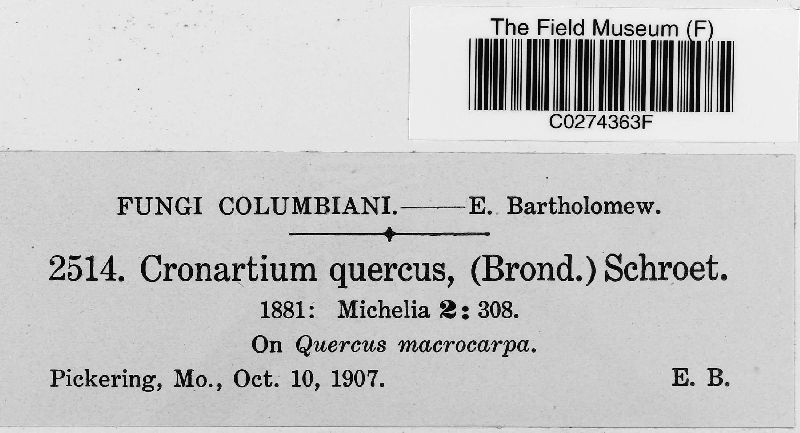 The Field Museum (F)
C0274363F
FUNGI COLUMBIANI.——E. Bartholomew.
2514. Cronartium quercus, (Brond.) Schroet.
1881: Michelia 2: 308.
On Quercus macrocarpa.
Pickering, Mo., Oct. 10, 1907. E. B.